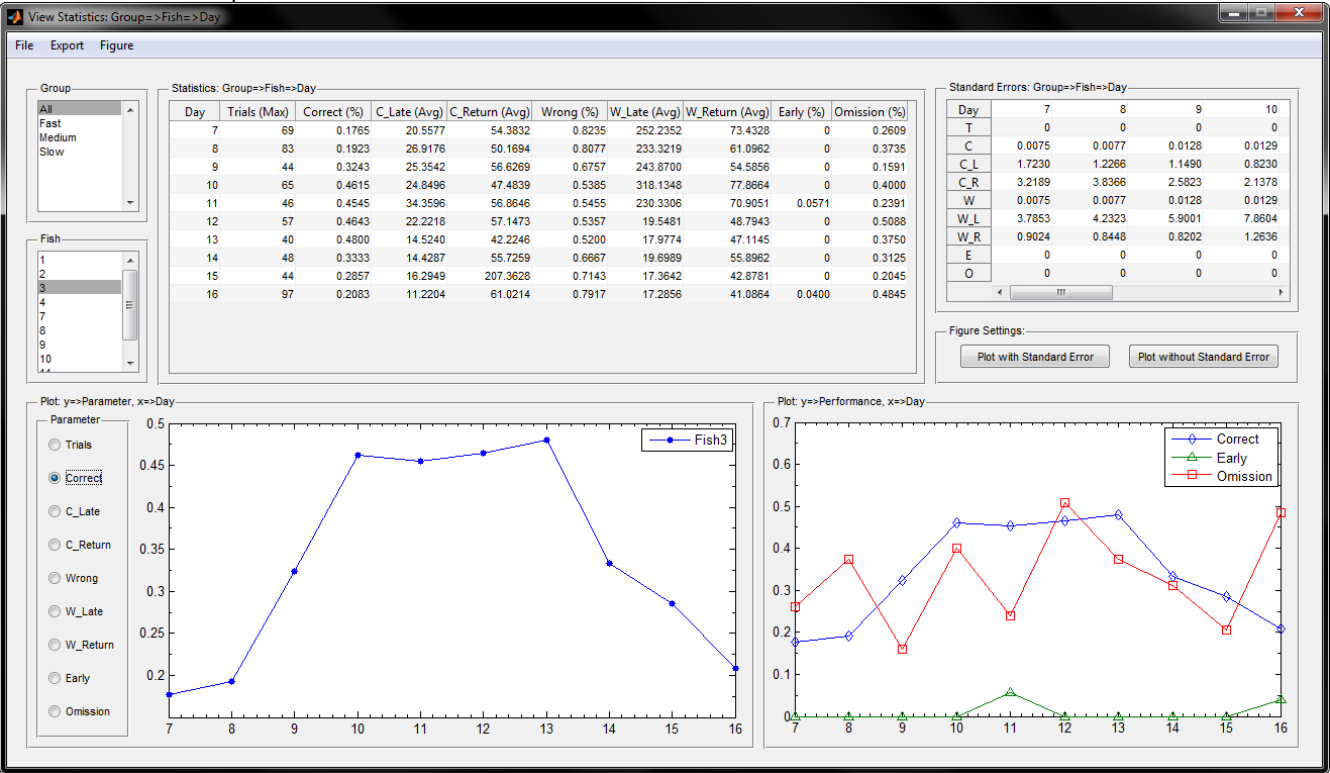 View Statistics: Group=>Fish=>Day
File Export Figure
Group
All
Fast
Medium
Slow
Fish
1
2
3
4
7
8
9
10
Statistics: Group=>Fish=>Day
Day Trials (Max) Correct (%) C_Late (Avg) C_Return (Avg) Wrong (%) W_Late (Avg) W_Return (Avg) Early (%) Omission (%)
7 69 0.1765 20.5577 54.3832 0.8235 252.2352 73.4328 0 0.2609
8 83 0.1923 26.9176 50.1694 0.8077 233.3219 61.0962 0 0.3735
9 44 0.3243 25.3542 56.6269 0.6757 243.8700 54.5856 0 0.1591
10 65 0.4615 24.8496 47.4839 0.5385 318.1348 77.8664 0 0.4000
11 46 0.4545 34.3596 56.8646 0.5455 230.3306 70.9051 0.0571 0.2391
12 57 0.4643 22.2218 57.1473 0.5357 19.5481 48.7943 0 0.5088
13 40 0.4800 14.5240 42.2246 0.5200 17.9774 47.1145 0 0.3750
14 48 0.3333 14.4287 55.7259 0.6667 19.6989 55.8962 0 0.3125
15 44 0.2857 16.2949 207.3628 0.7143 17.3642 42.8781 0 0.2045
16 97 0.2083 11.2204 61.0214 0.7917 17.2856 41.0864 0.0400 0.4845
Standard Errors: Group=>Fish=>Day
Day 7 8 9 10
T 0 0 0 0
C 0.0075 0.0077 0.0128 0.0129
C_L 1.7230 1.2266 1.1490 0.8230
C_R 3.2189 3.8366 2.5823 2.1378
W 0.0075 0.0077 0.0128 0.0129
W_L 3.7853 4.2323 5.9001 7.8604
W_R 0.9024 0.8448 0.8202 1.2636
E 0 0 0 0
O 0 0 0 0
Figure Settings:
Plot with Standard Error Plot without Standard Error
Plot: y=>Parameter, x=>Day
Parameter
Trials
Correct
C_Late
C_Return
Wrong
W_Late
W_Return
Early
Omission
0.5
0.45
0.4
0.35
0.3
0.25
0.2
7 8 9 10 11 12 13 14 15 16
Fish3
Plot: y=>Performance, x=>Day
0.7
0.6
0.5
0.4
0.3
0.2
0.1
0
7 8 9 10 11 12 13 14 15 16
Correct
Early
Omission